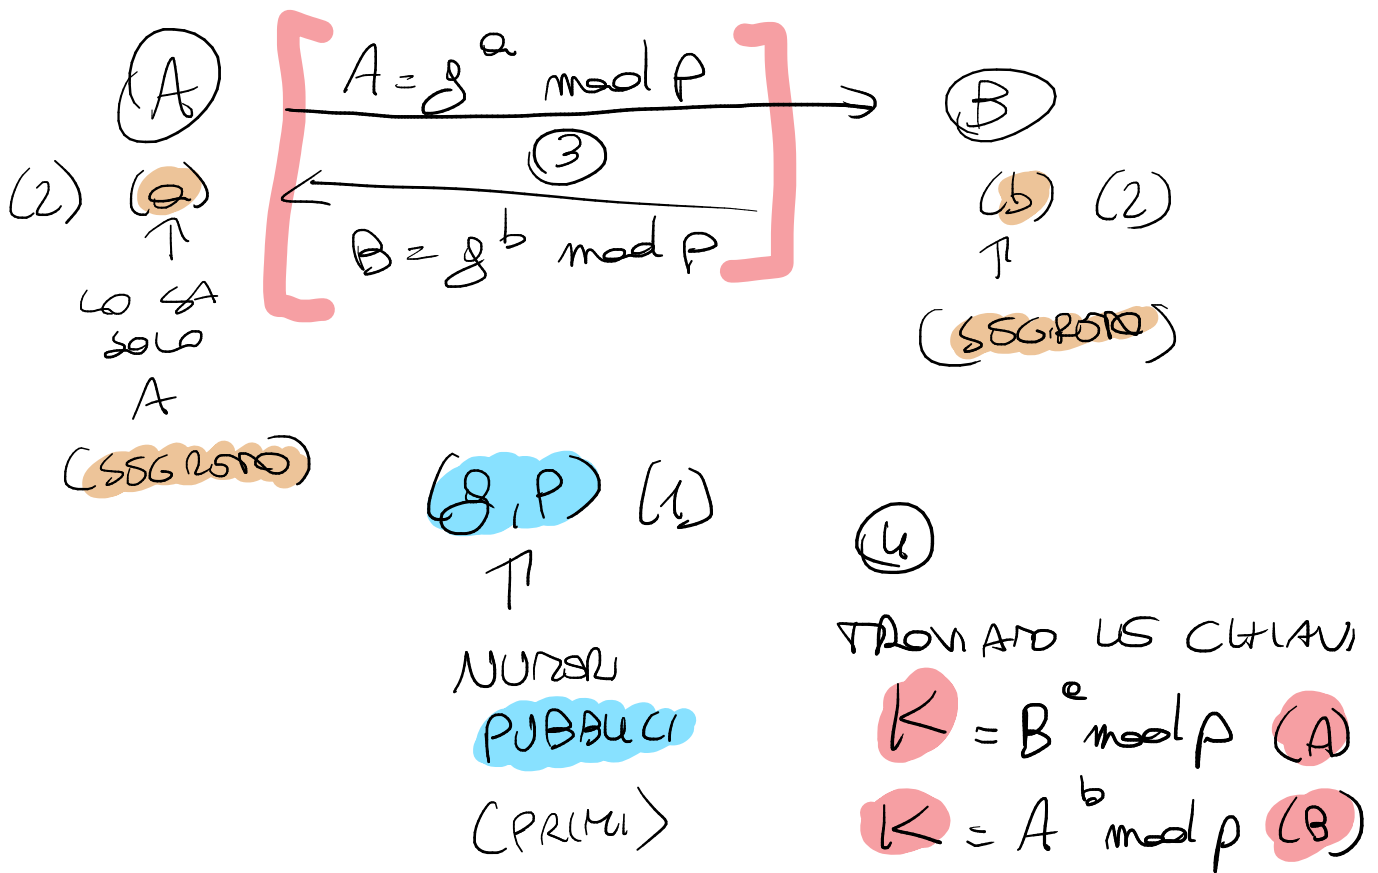 A
A = g^a mod p
B
3
(2) (a)
(b) (2)
B = g^b mod p
LO SA
SOLO
A
(SEGRETO)
(SEGRETO)
(g, P) (1)
4
NUMERI
PUBBLICI
(PRIMI)
TROVIAMO LE CHIAVI
K = B^a mod p (A)
K = A^b mod p (B)